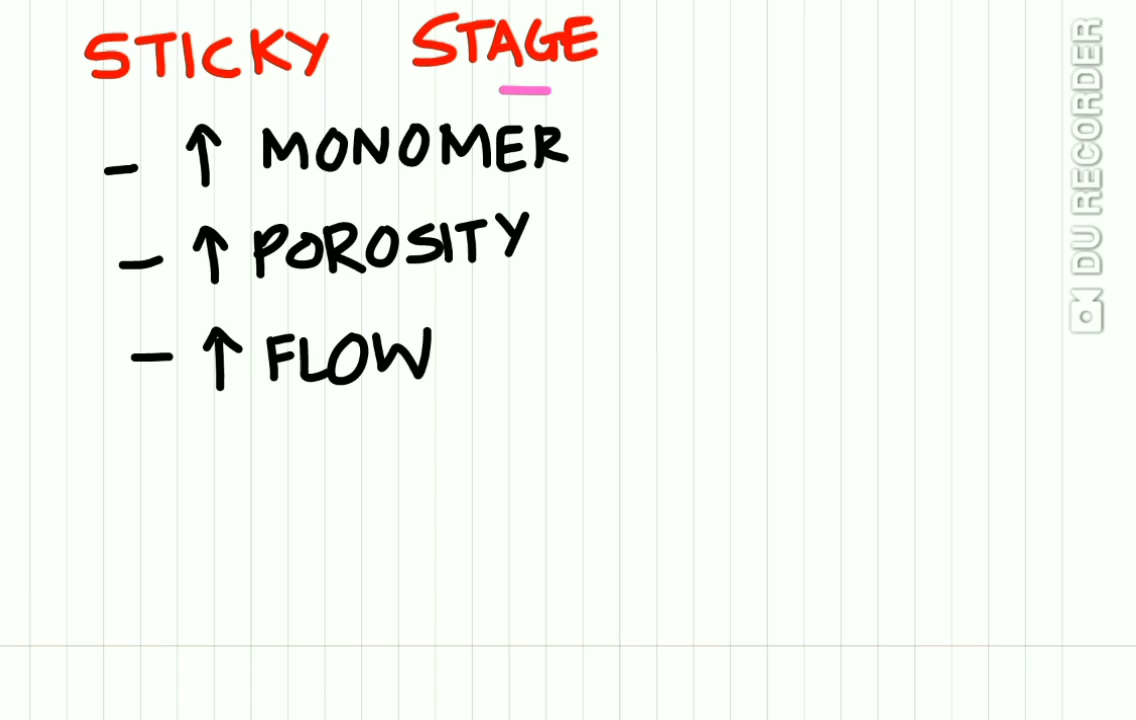 STICKY STAGE
- ↑ MONOMER
- ↑ POROSITY
- ↑ FLOW
DU RECORDER